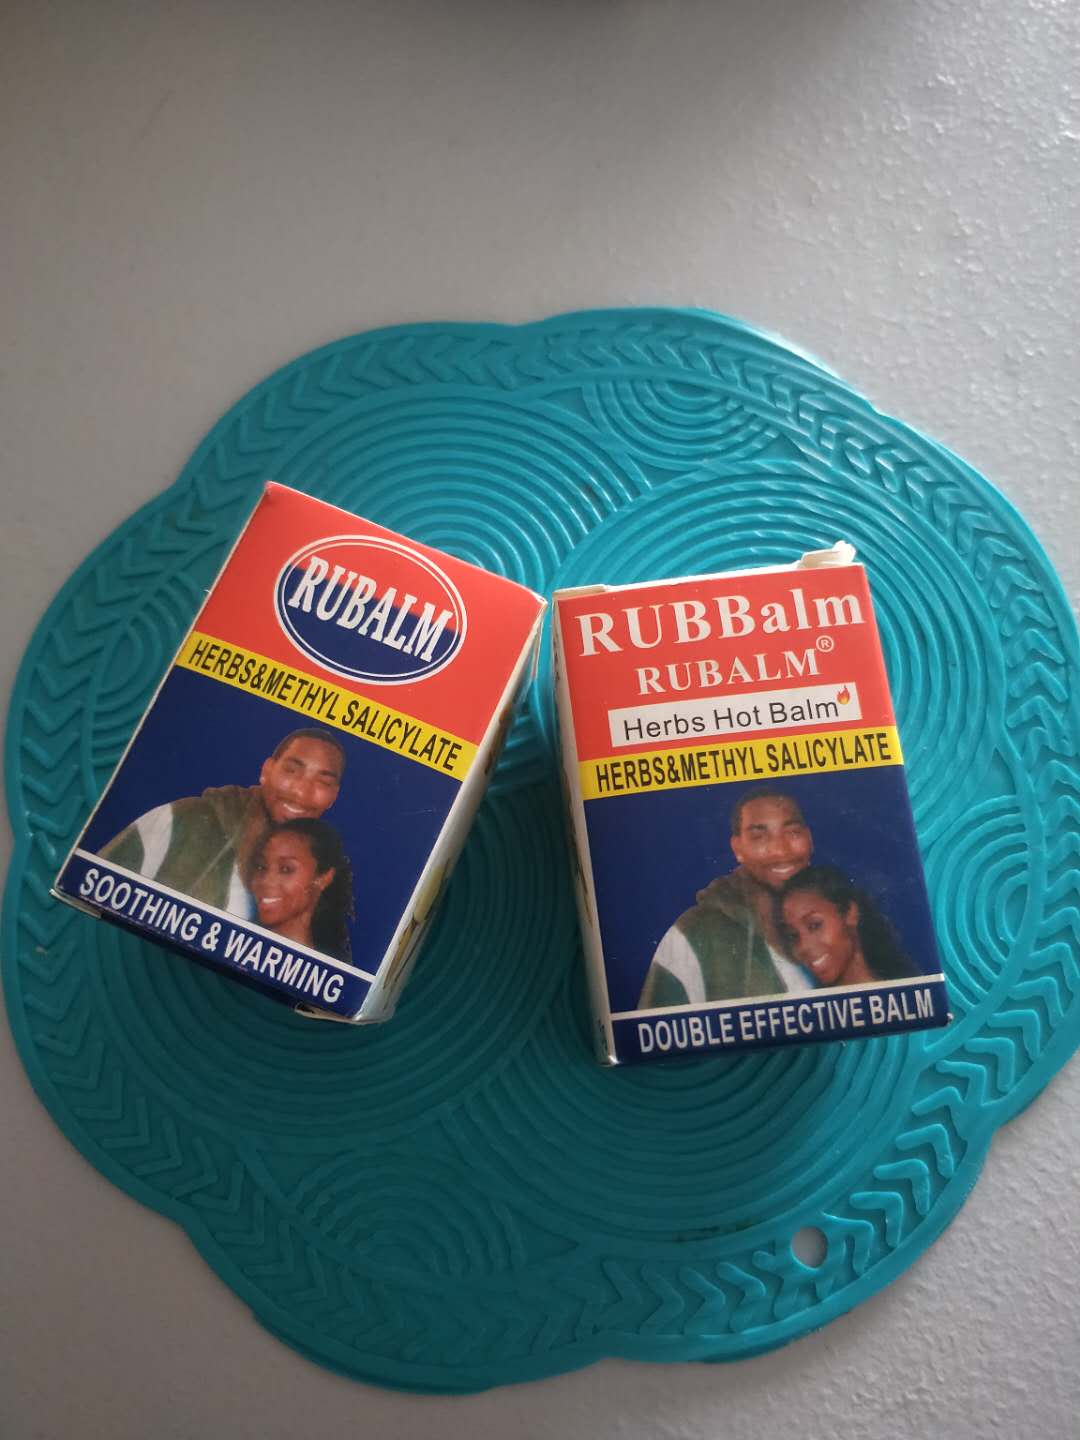 RUBALM
HERBS&METHYL SALICYLATE
SOOTHING & WARMING
RUBBalm
RUBALM®
Herbs Hot Balm
HERBS&METHYL SALICYLATE
DOUBLE EFFECTIVE BALM